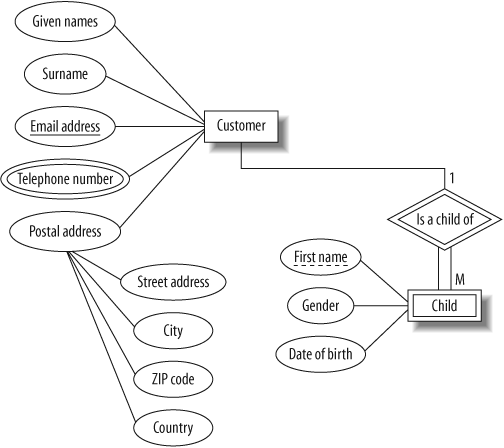 Given names
Surname
Email address
Customer
Telephone number
1
Postal address
Is a child of
First name
M
Street address
Gender
Child
City
Date of birth
ZIP code
Country